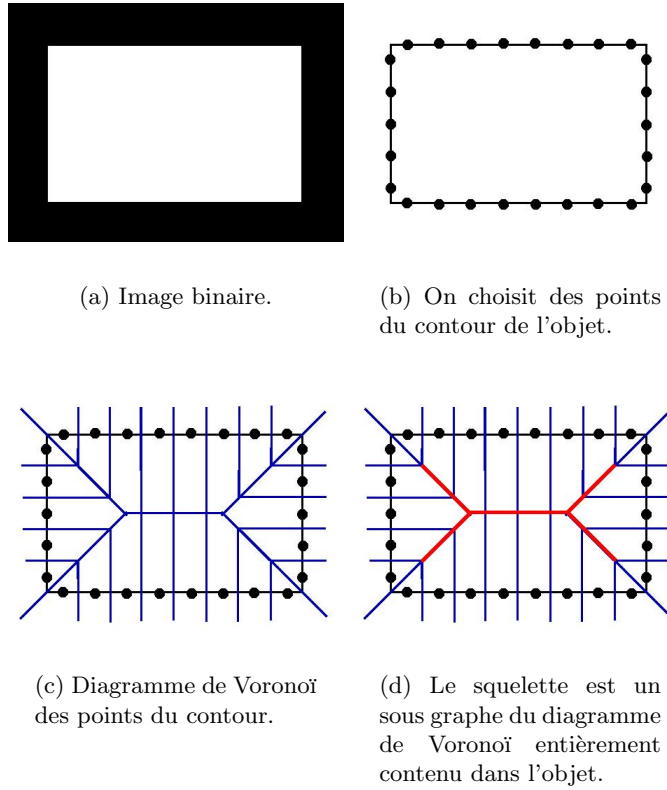 (a) Image binaire.
(b) On choisit des points
du contour de l'objet.
(c) Diagramme de Voronoï
des points du contour.
(d) Le squelette est un
sous graphe du diagramme
de Voronoï entièrement
contenu dans l'objet.